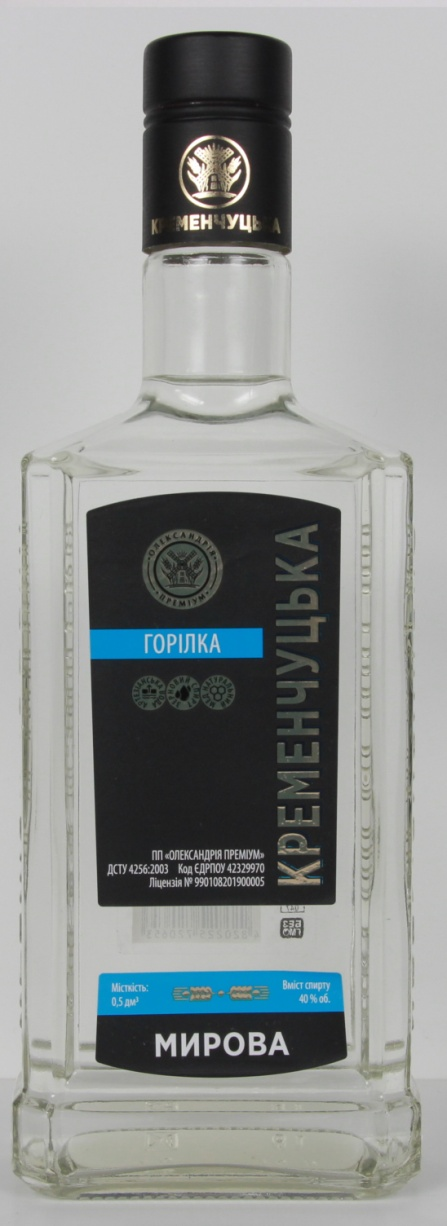 КРЕМЕНЧУЦЬКА
ОЛЕКСАНДРІЯ
ПРЕМІУМ
ГОРІЛКА
КРЕМЕНЧУЦЬКА
ПП «ОЛЕКСАНДРІЯ ПРЕМІУМ»
ДСТУ 4256:2003 Код ЄДРПОУ 42329970
Ліцензія № 990108201900005
Місткість:
0,5 дм³
Вміст спирту
40 % об.
МИРОВА